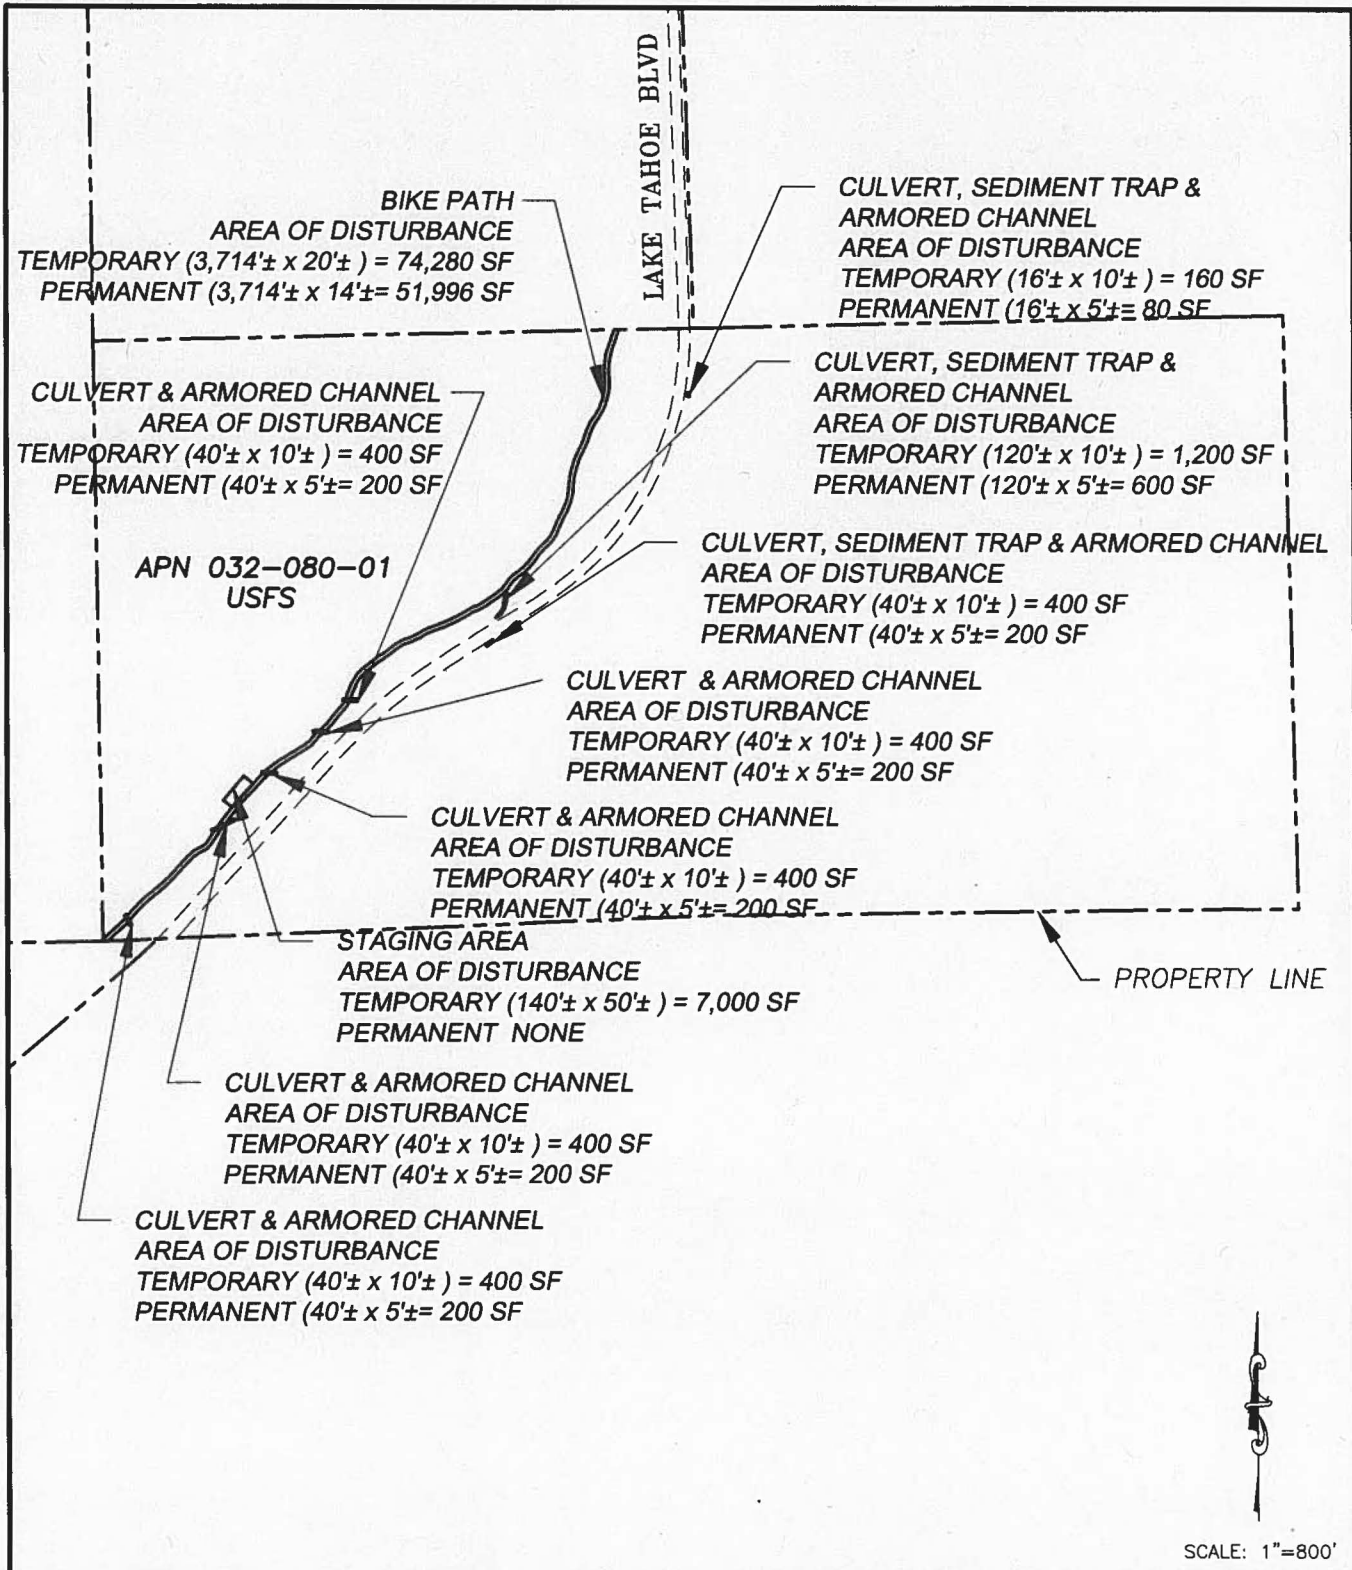 LAKE TAHOE BLVD
BIKE PATH
AREA OF DISTURBANCE
TEMPORARY (3,714'± x 20'± ) = 74,280 SF
PERMANENT (3,714'± x 14'±= 51,996 SF
CULVERT, SEDIMENT TRAP &
ARMORED CHANNEL
AREA OF DISTURBANCE
TEMPORARY (16'± x 10'± ) = 160 SF
PERMANENT (16'± x 5'±= 80 SF
CULVERT & ARMORED CHANNEL
AREA OF DISTURBANCE
TEMPORARY (40'± x 10'± ) = 400 SF
PERMANENT (40'± x 5'±= 200 SF
CULVERT, SEDIMENT TRAP &
ARMORED CHANNEL
AREA OF DISTURBANCE
TEMPORARY (120'± x 10'± ) = 1,200 SF
PERMANENT (120'± x 5'±= 600 SF
APN 032-080-01
USFS
CULVERT, SEDIMENT TRAP & ARMORED CHANNEL
AREA OF DISTURBANCE
TEMPORARY (40'± x 10'± ) = 400 SF
PERMANENT (40'± x 5'±= 200 SF
CULVERT & ARMORED CHANNEL
AREA OF DISTURBANCE
TEMPORARY (40'± x 10'± ) = 400 SF
PERMANENT (40'± x 5'±= 200 SF
CULVERT & ARMORED CHANNEL
AREA OF DISTURBANCE
TEMPORARY (40'± x 10'± ) = 400 SF
PERMANENT (40'± x 5'±= 200 SF
STAGING AREA
AREA OF DISTURBANCE
TEMPORARY (140'± x 50'± ) = 7,000 SF
PERMANENT NONE
PROPERTY LINE
CULVERT & ARMORED CHANNEL
AREA OF DISTURBANCE
TEMPORARY (40'± x 10'± ) = 400 SF
PERMANENT (40'± x 5'±= 200 SF
CULVERT & ARMORED CHANNEL
AREA OF DISTURBANCE
TEMPORARY (40'± x 10'± ) = 400 SF
PERMANENT (40'± x 5'±= 200 SF
SCALE: 1"=800'